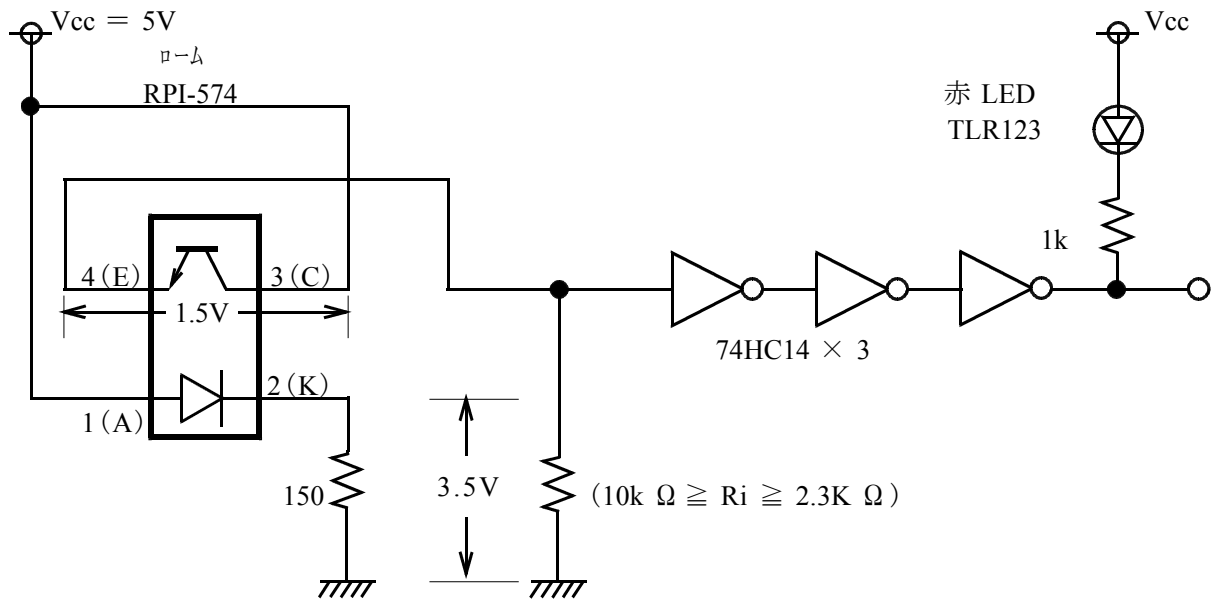 Vcc = 5V
ローム
RPI-574
Vcc
赤 LED
TLR123
1k
4(E)
3(C)
1.5V
74HC14 × 3
2(K)
1(A)
150
3.5V
(10k Ω ≧ Ri ≧ 2.3K Ω)